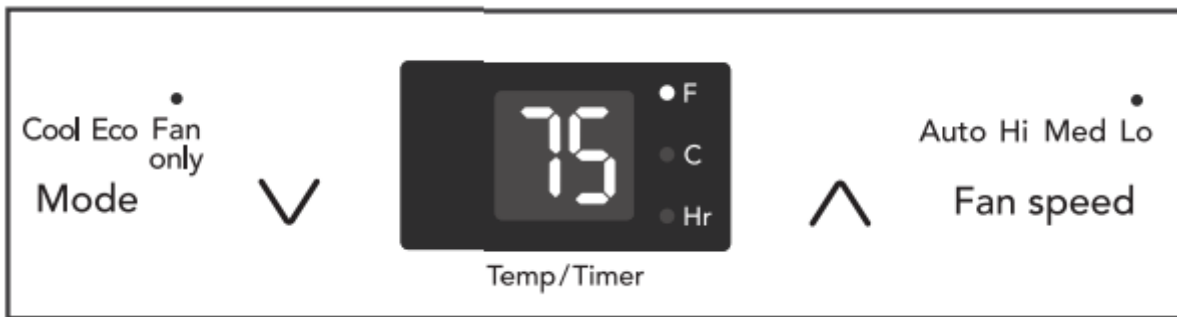 F
Cool Eco Fan only
75
C
Auto Hi Med Lo
Mode
Hr
Fan speed
Temp/Timer